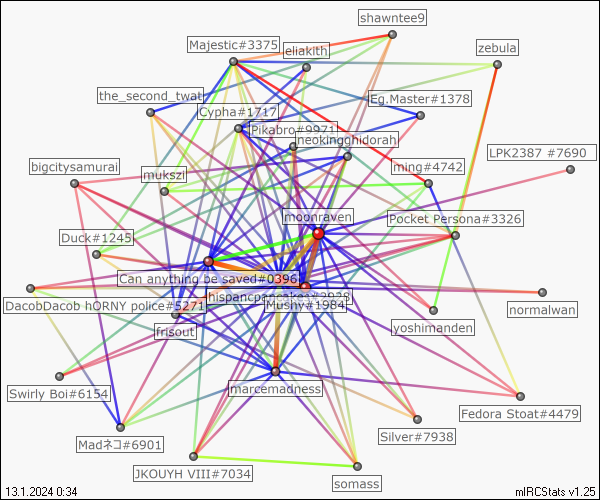 shawntee9
Majestic#3375
eliakith
zebula
the_second_twat
Eg.Master#1378
Cypha#1717
Pikabro#9971
neokingghidorah
LPK2387 #7690
bigcitysamurai
mukszi
ming#4742
moonraven
Pocket Persona#3326
Duck#1245
Can anything be saved#0396
DacobDacob hORNY police#5271
Mushy#1984
normalwan
frisout
yoshimanden
marcemadness
Swirly Boi#6154
Fedora Stoat#4479
Madネコ#6901
Silver#7938
JKOUYH VIII#7034
somass
13.1.2024 0:34
mIRCStats v1.25